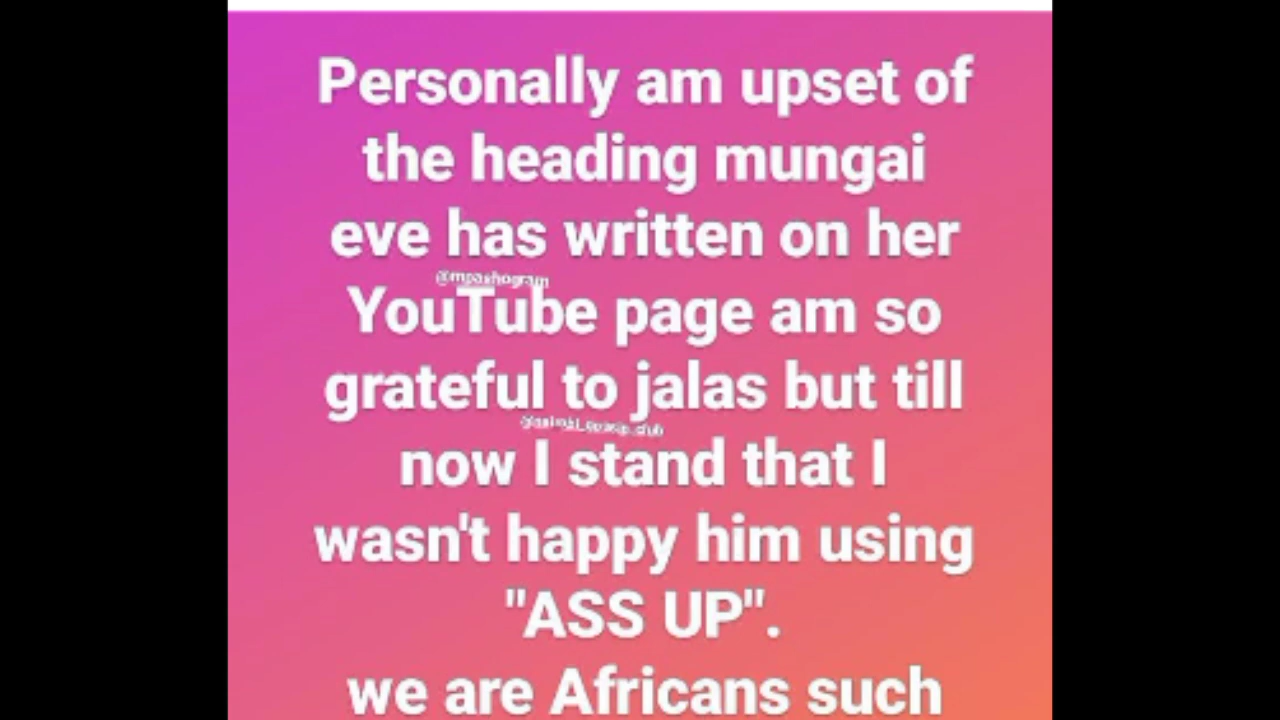 Personally am upset of
the heading mungai
eve has written on her
@mpashogram
YouTube page am so
grateful to jalas but till
now I stand that I
wasn't happy him using
"ASS UP".
we are Africans such